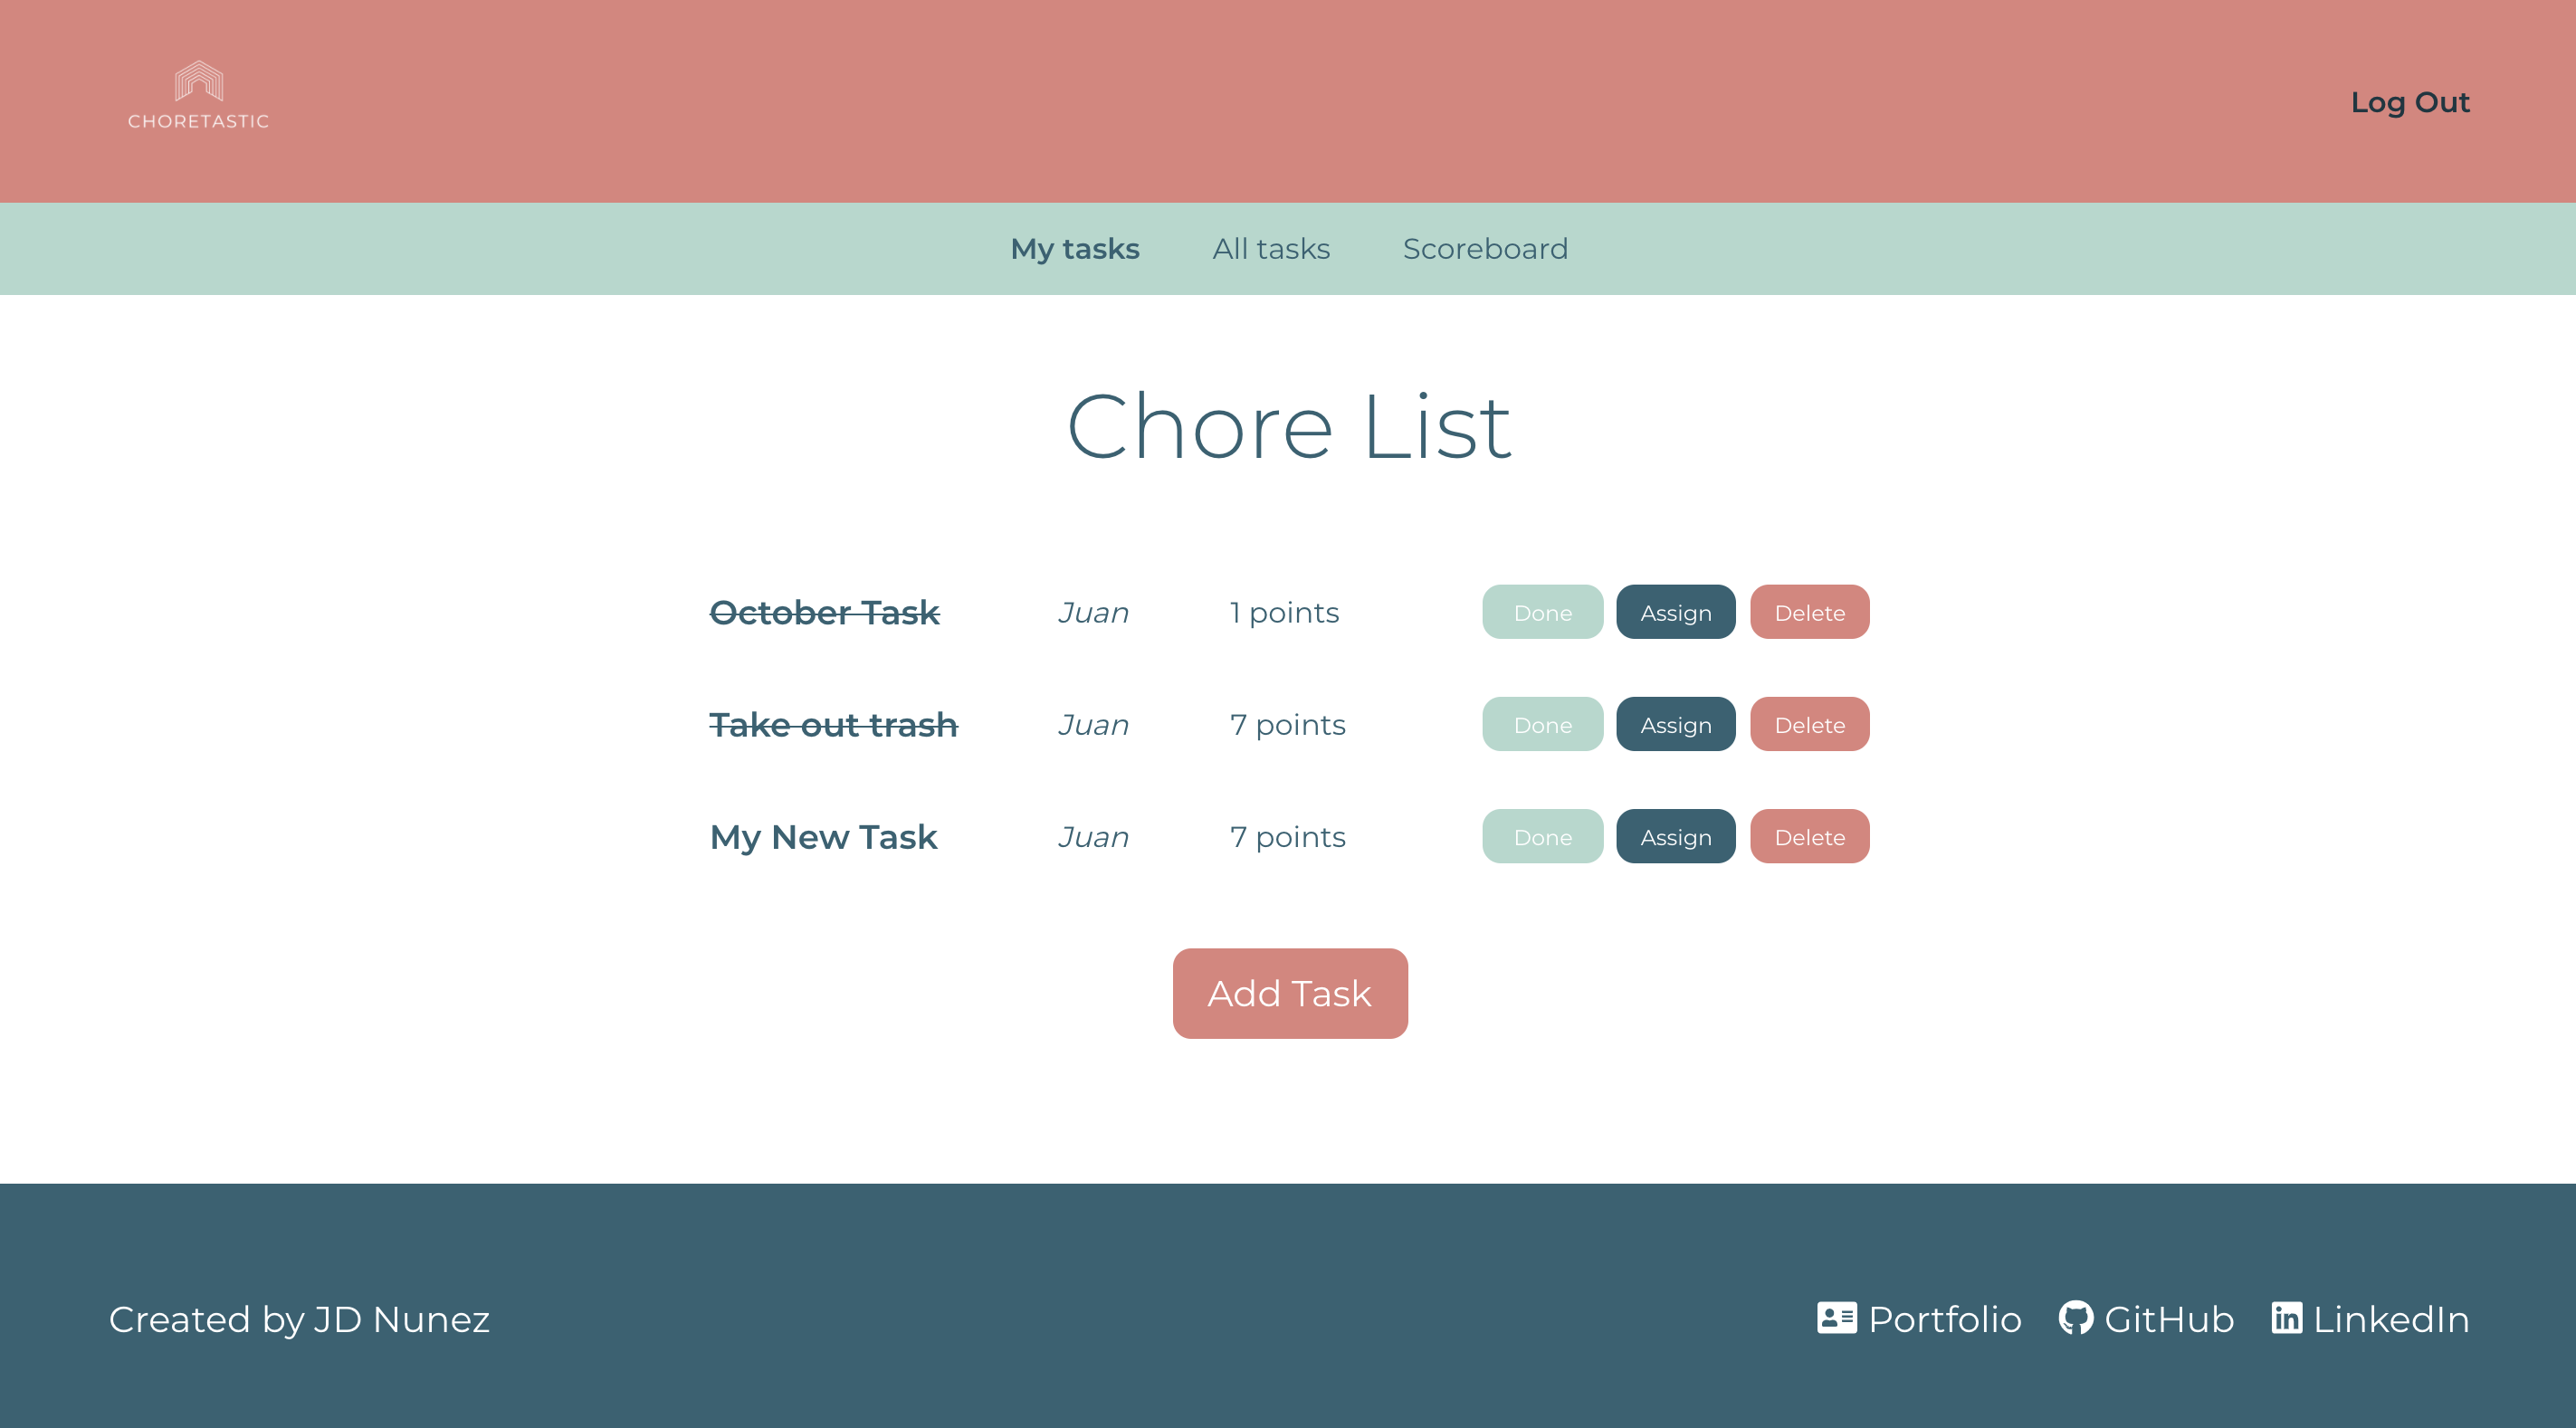 CHORETASTIC
Log Out
My tasks All tasks Scoreboard
Chore List
October Task Juan 1 points Done Assign Delete
Take out trash Juan 7 points Done Assign Delete
My New Task Juan 7 points Done Assign Delete
Add Task
Created by JD Nunez Portfolio GitHub LinkedIn